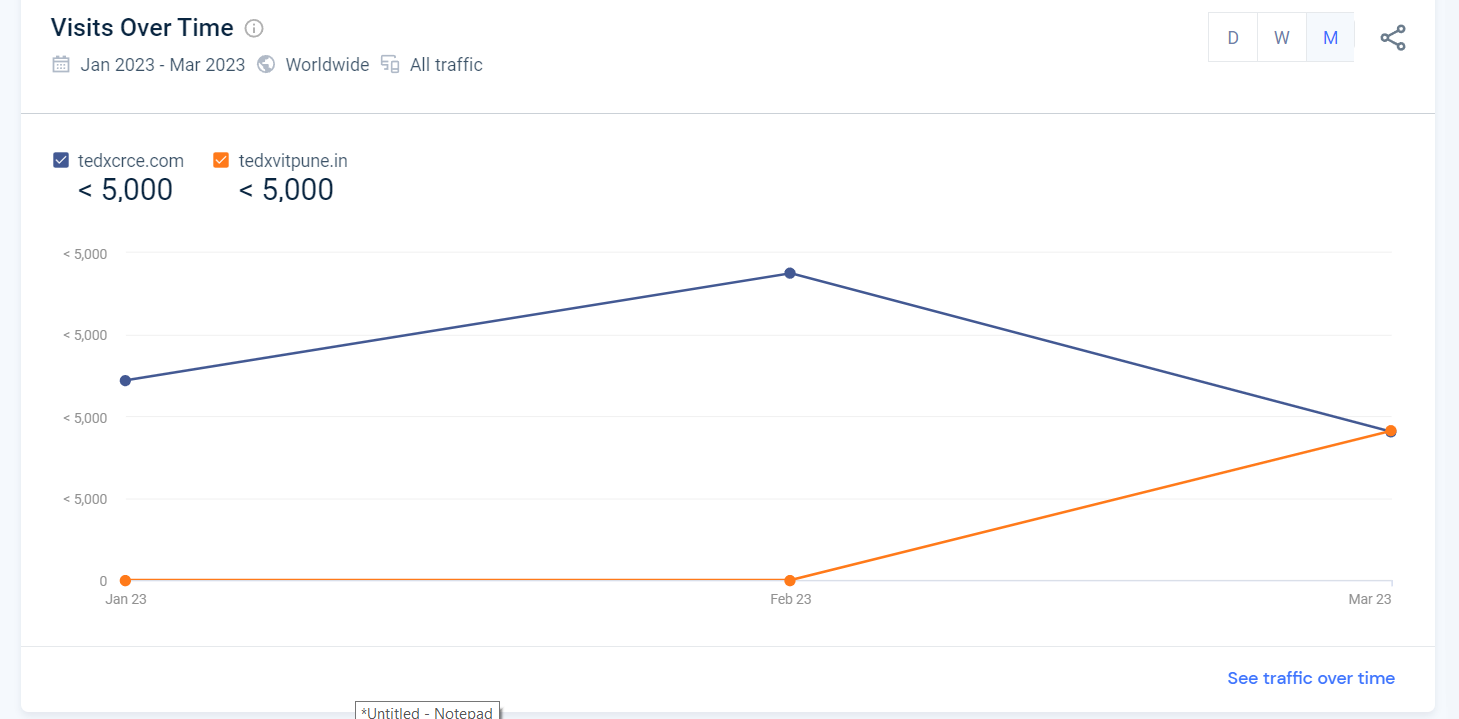 Visits Over Time
D W M
Jan 2023 - Mar 2023 Worldwide All traffic
tedxcrce.com tedxvitpune.in
< 5,000 < 5,000
< 5,000
< 5,000
< 5,000
< 5,000
0
Jan 23 Feb 23 Mar 23
See traffic over time
*Untitled - Notepad